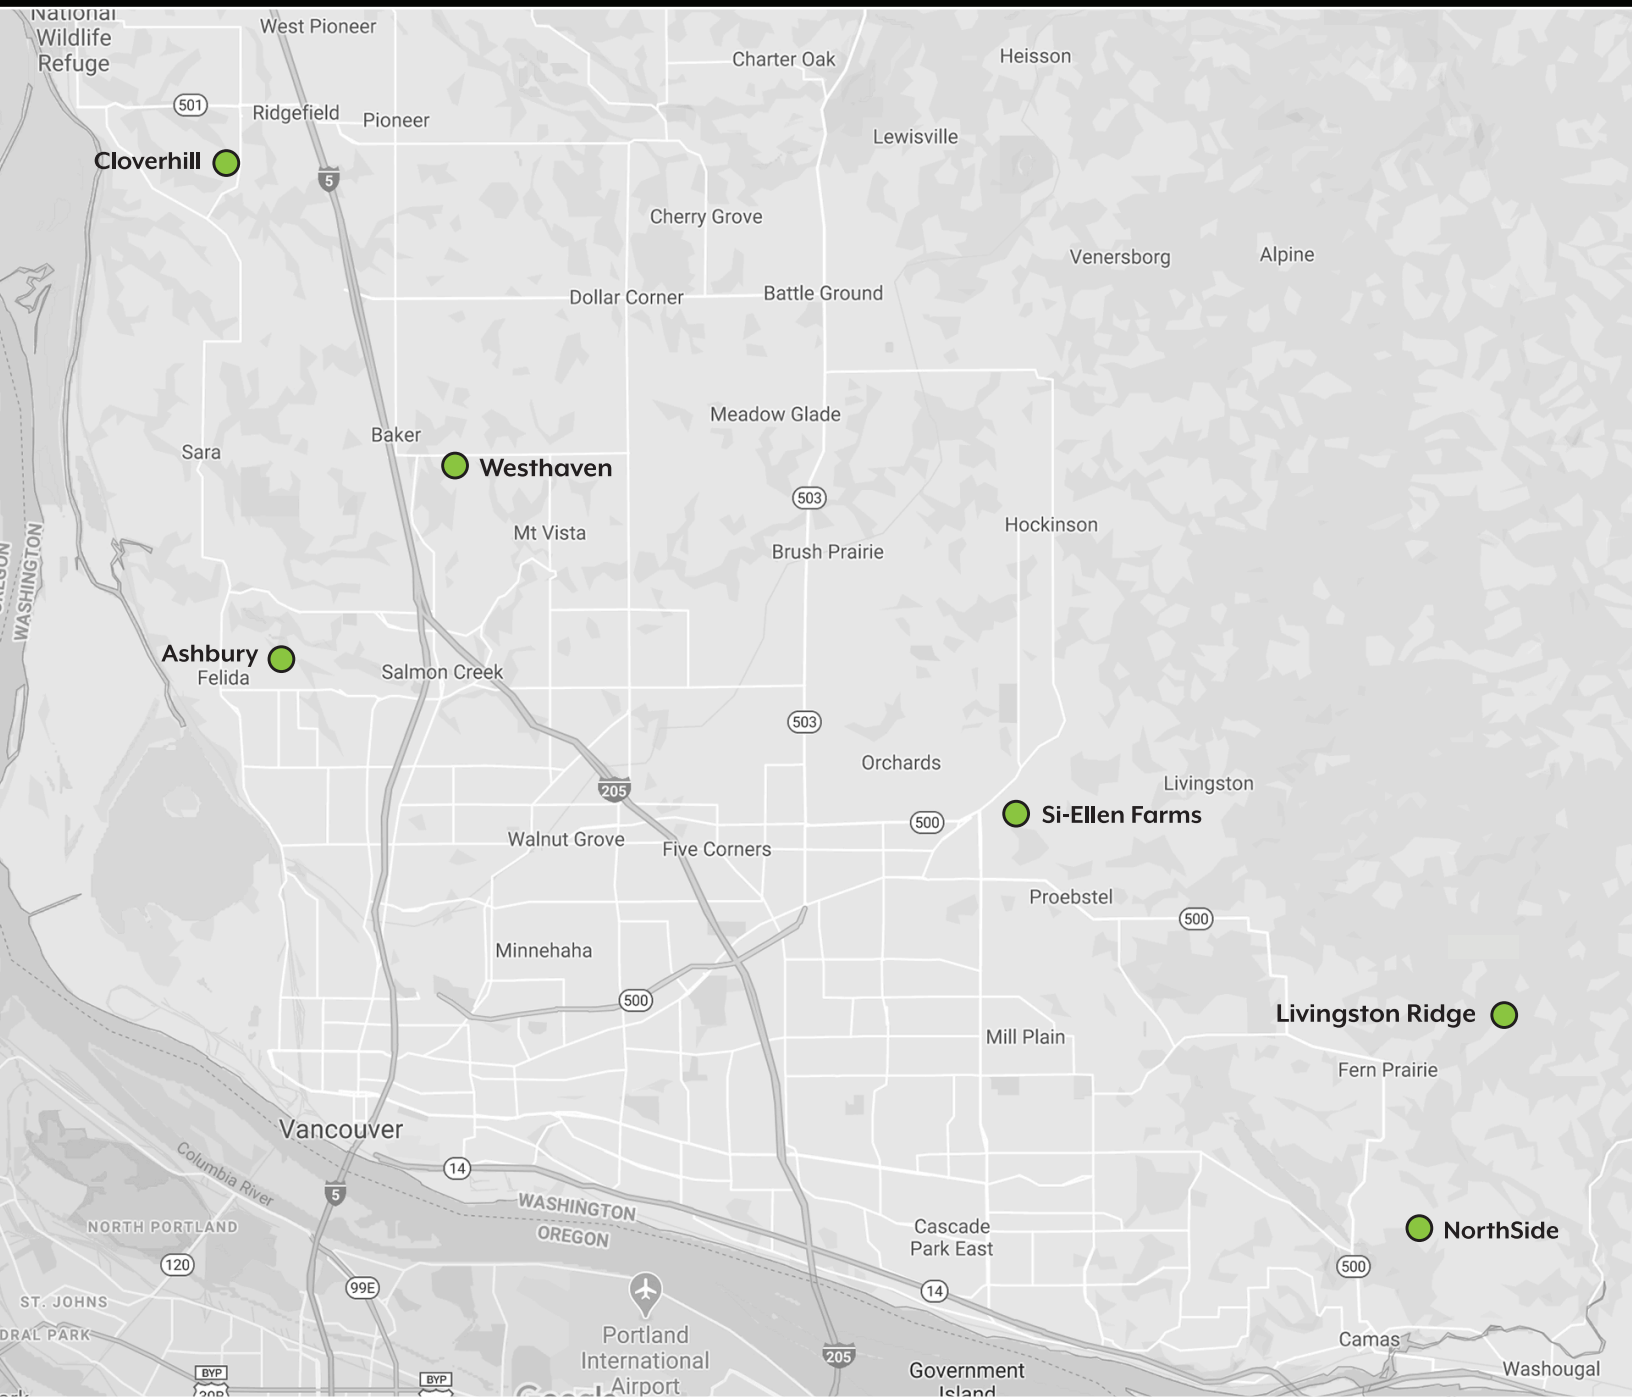 National
Wildlife
Refuge
West Pioneer
Charter Oak
Heisson
501
Ridgefield
Pioneer
Lewisville
Cloverhill
5
Cherry Grove
Venersborg
Alpine
Dollar Corner
Battle Ground
Meadow Glade
Baker
Sara
Westhaven
503
Hockinson
Mt Vista
Brush Prairie
WASHINGTON
Ashbury
Felida
Salmon Creek
503
Orchards
Livingston
205
Si-Ellen Farms
500
Walnut Grove
Five Corners
Proebstel
500
Minnehaha
500
Livingston Ridge
Mill Plain
Fern Prairie
Vancouver
14
Columbia River
5
WASHINGTON
OREGON
NORTH PORTLAND
Cascade
Park East
NorthSide
120
500
99E
14
ST. JOHNS
DRAL PARK
Portland
International
Airport
205
Camas
Washougal
Government
Island
BYP
BYP
Google